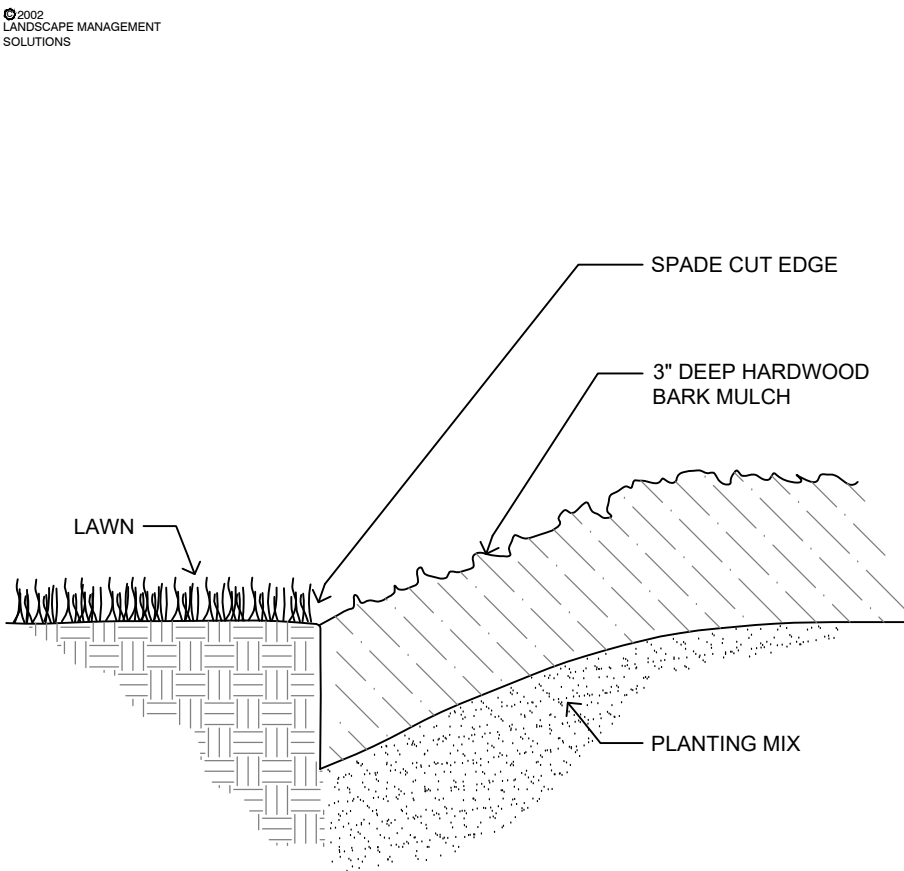 ©2002
LANDSCAPE MANAGEMENT
SOLUTIONS
SPADE CUT EDGE
3" DEEP HARDWOOD
BARK MULCH
LAWN
PLANTING MIX